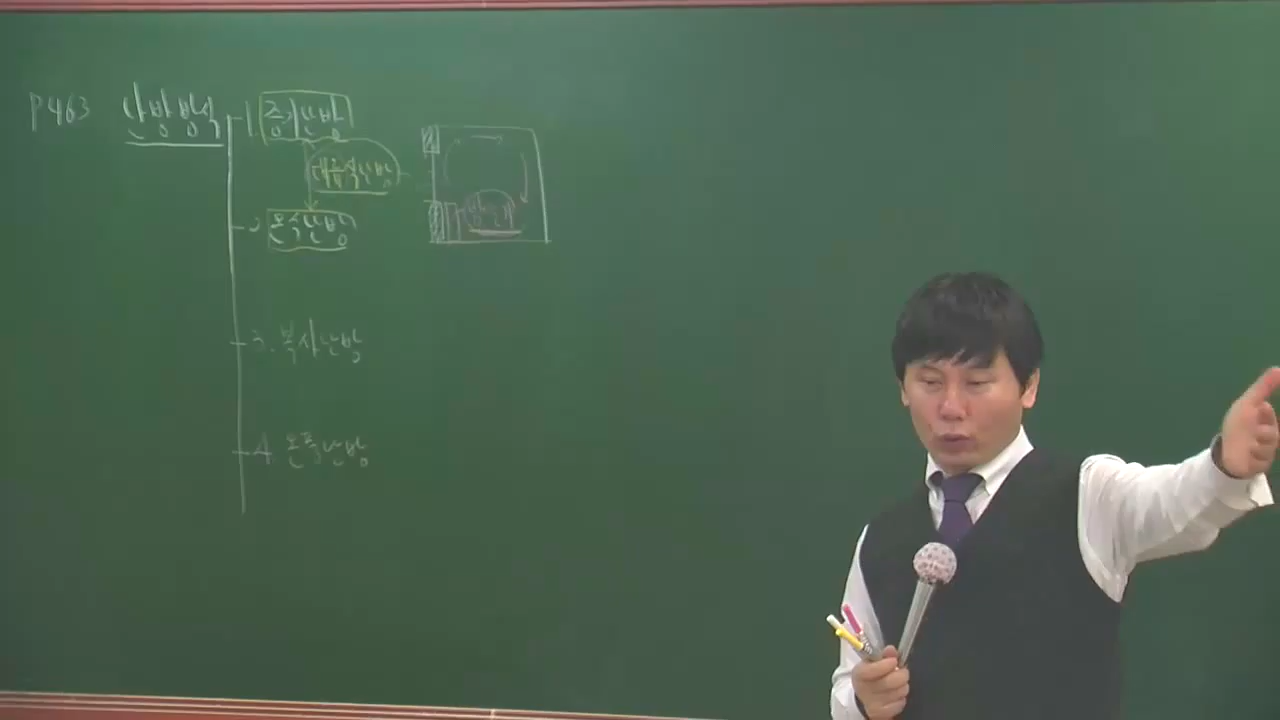 P463 난방방식
1. 증기난방
대류식난방
2. 온수난방
방열기
3. 복사난방
4. 온풍난방